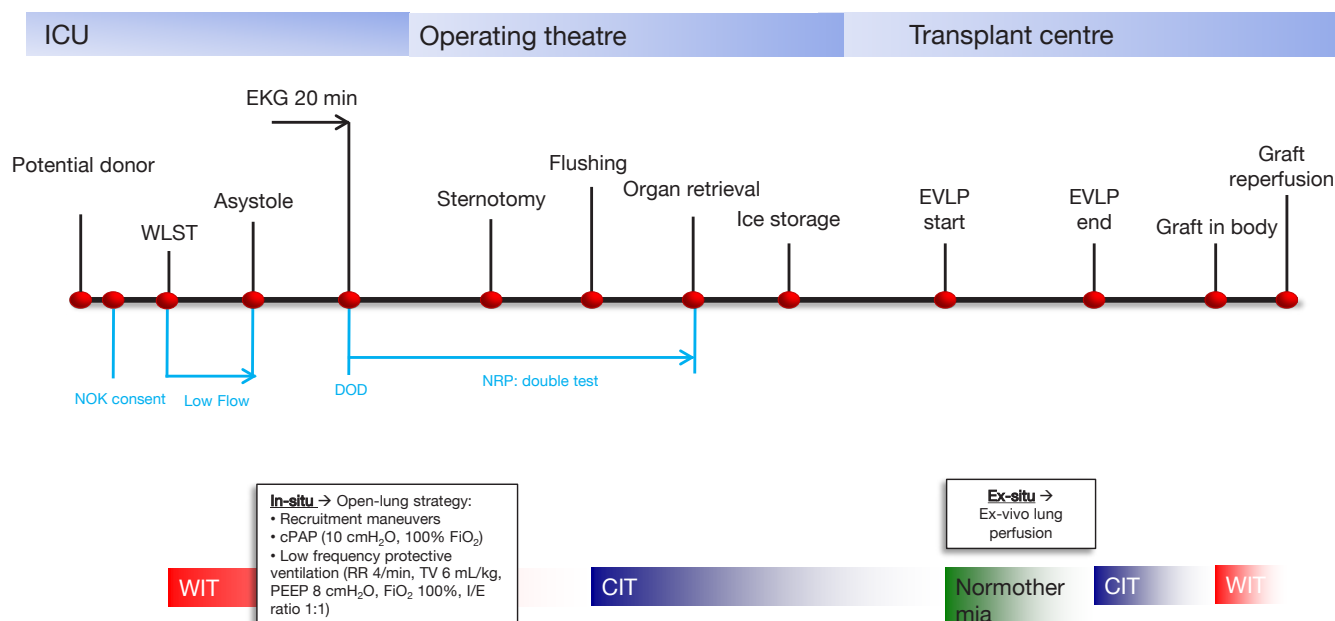 ICU
Operating theatre
Transplant centre
EKG 20 min
Potential donor
WLST
Asystole
Sternotomy
Flushing
Organ retrieval
Ice storage
EVLP
start
EVLP
end
Graft in body
Graft
reperfusion
NOK consent
Low Flow
DOD
NRP: double test
In-situ → Open-lung strategy:
• Recruitment maneuvers
• cPAP (10 cmH₂O, 100% FiO₂)
• Low frequency protective
ventilation (RR 4/min, TV 6 mL/kg,
PEEP 8 cmH₂O, FiO₂ 100%, I/E
ratio 1:1)
Ex-situ →
Ex-vivo lung
perfusion
WIT
CIT
Normother
mia
CIT
WIT